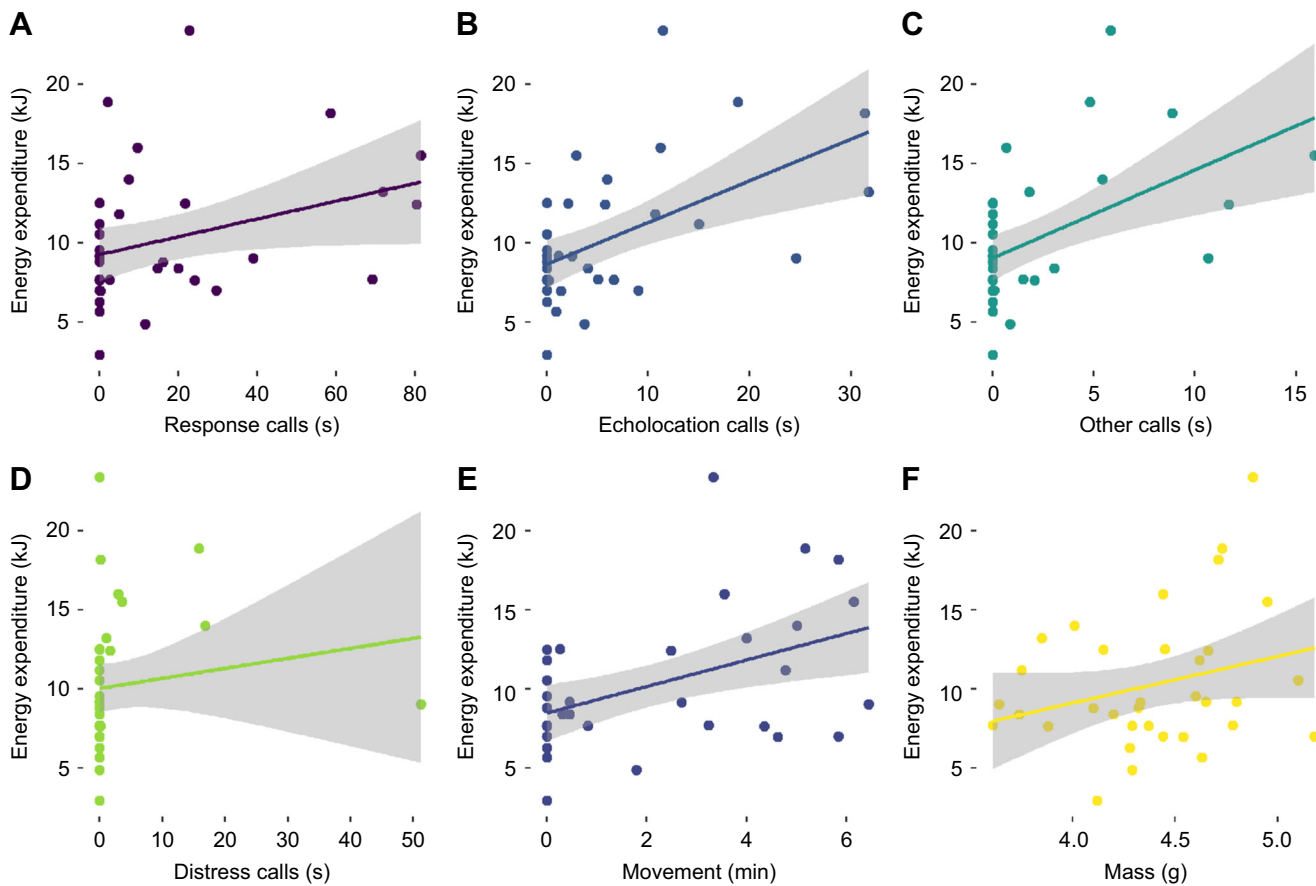 A
B
C
Energy expenditure (kJ)
20
15
10
5
0 20 40 60 80
Response calls (s)
Energy expenditure (kJ)
20
15
10
5
0 10 20 30
Echolocation calls (s)
Energy expenditure (kJ)
20
15
10
5
0 5 10 15
Other calls (s)
D
E
F
Energy expenditure (kJ)
20
15
10
5
0 10 20 30 40 50
Distress calls (s)
Energy expenditure (kJ)
20
15
10
5
0 2 4 6
Movement (min)
Energy expenditure (kJ)
20
15
10
5
4.0 4.5 5.0
Mass (g)